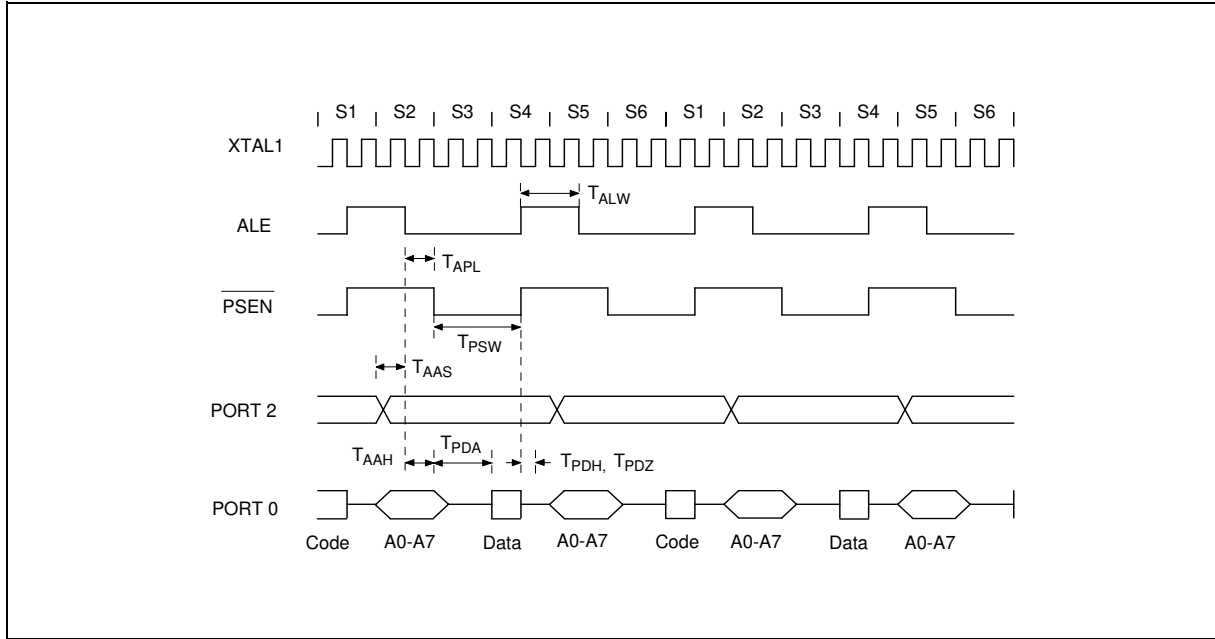 S1 S2 S3 S4 S5 S6 S1 S2 S3 S4 S5 S6
XTAL1
TALW
ALE
TAPL
PSEN
TPSW
TAAS
PORT 2
TAAH TPDA TPDH, TPDZ
PORT 0
Code A0-A7 Data A0-A7 Code A0-A7 Data A0-A7